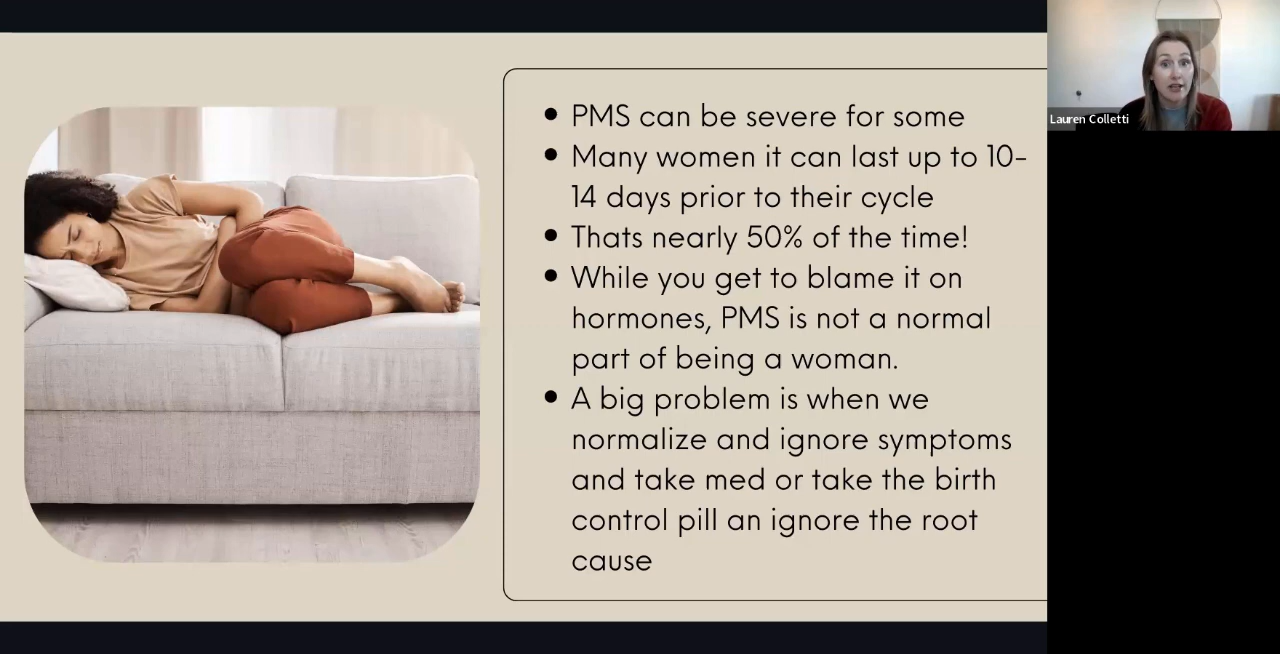 PMS can be severe for some
Many women it can last up to 10-
14 days prior to their cycle
Thats nearly 50% of the time!
While you get to blame it on
hormones, PMS is not a normal
part of being a woman.
A big problem is when we
normalize and ignore symptoms
and take med or take the birth
control pill an ignore the root
cause
Lauren Colletti